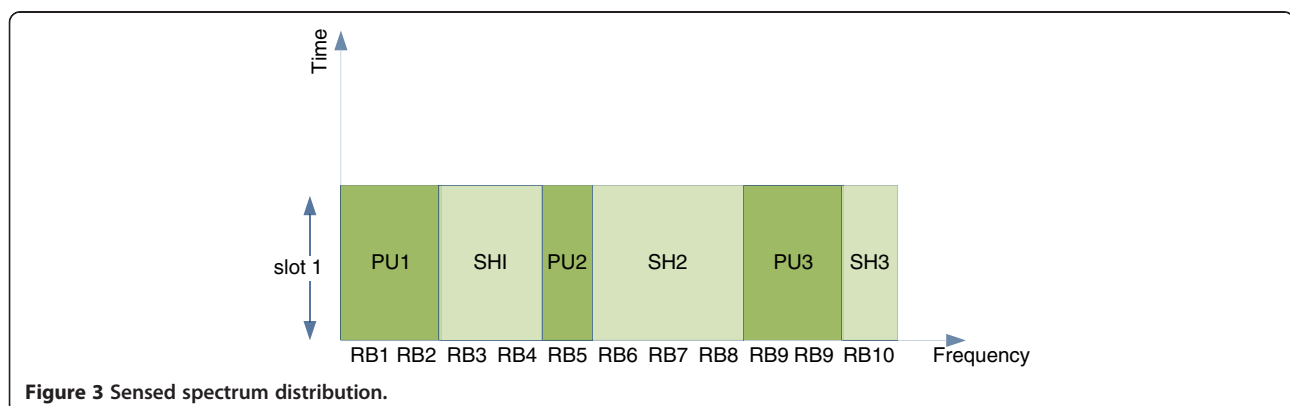 Time
slot 1
PU1 SHI PU2 SH2 PU3 SH3
RB1 RB2 RB3 RB4 RB5 RB6 RB7 RB8 RB9 RB9 RB10 Frequency
Figure 3 Sensed spectrum distribution.